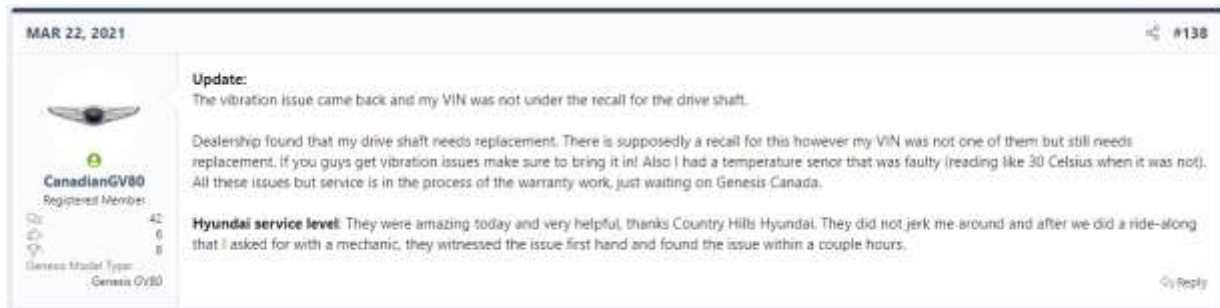 MAR 22, 2021
#138
Update:
The vibration issue came back and my VIN was not under the recall for the drive shaft.
Dealership found that my drive shaft needs replacement. There is supposedly a recall for this however my VIN was not one of them but still needs
replacement. If you guys get vibration issues make sure to bring it in! Also I had a temperature senor that was faulty (reading like 30 Celsius when it was not).
All these issues but service is in the process of the warranty work, just waiting on Genesis Canada.
Hyundai service level: They were amazing today and very helpful, thanks Country Hills Hyundai. They did not jerk me around and after we did a ride-along
that I asked for with a mechanic, they witnessed the issue first hand and found the issue within a couple hours.
CanadianGV80
Registered Member
42
6
8
Genesis Model Type:
Genesis GV80
Reply